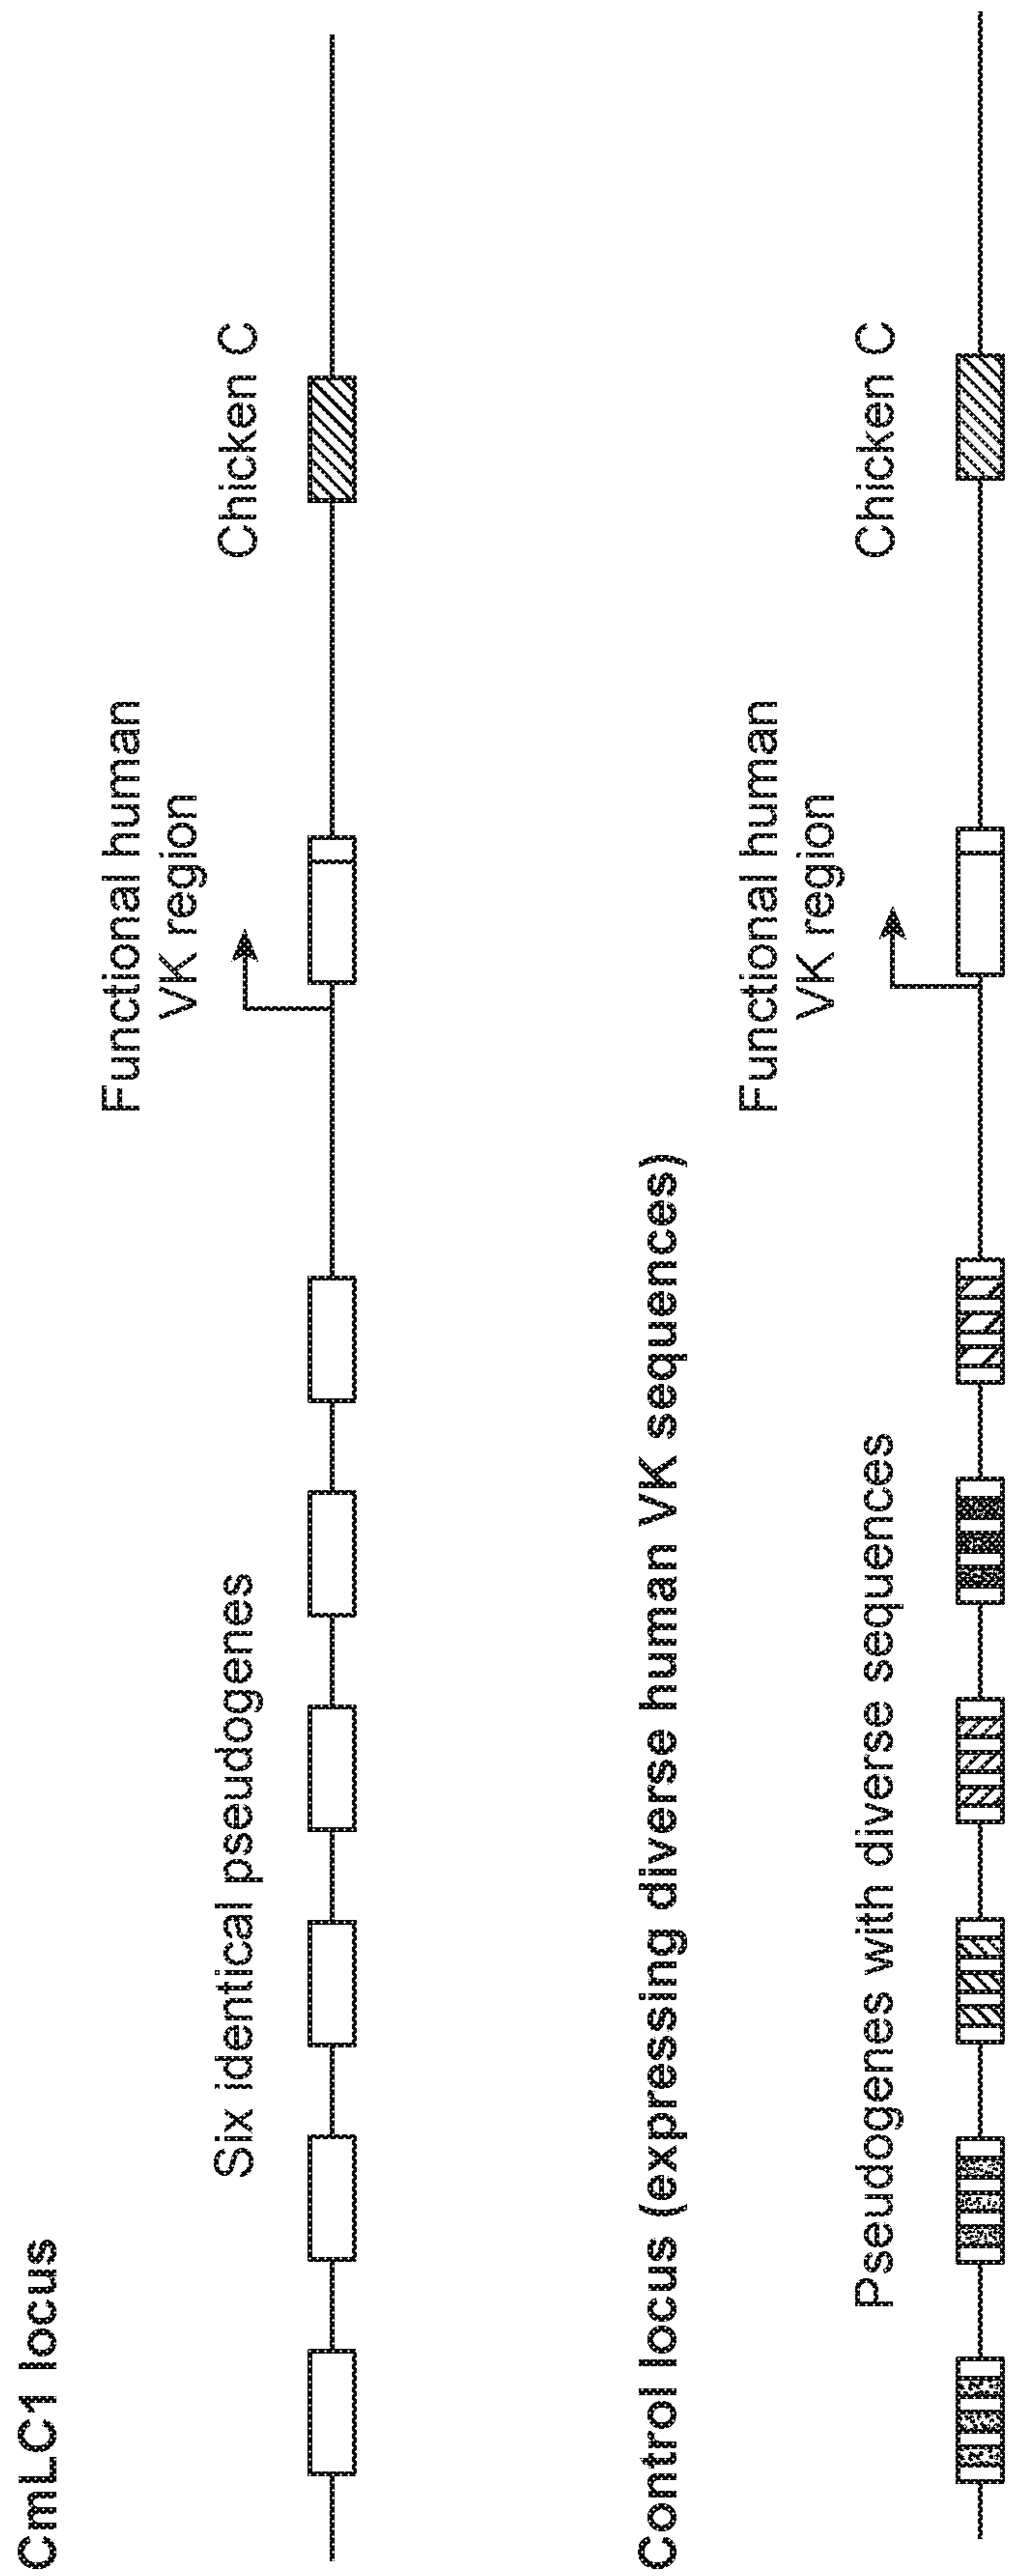 CmLC1 locus
Six identical pseudogenes
Functional human
VK region
Chicken C
Control locus (expressing diverse human VK sequences)
Pseudogenes with diverse sequences
Functional human
VK region
Chicken C